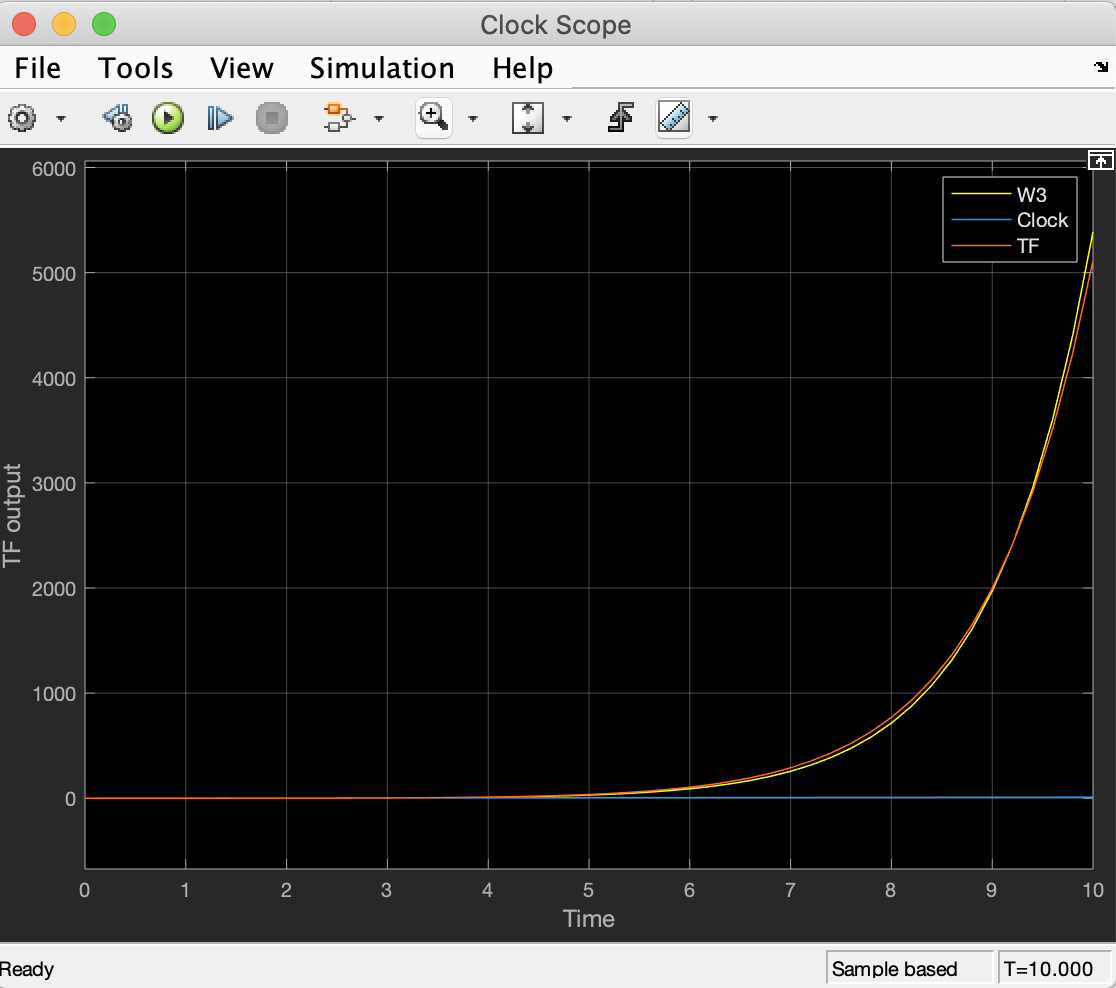 Clock Scope
File Tools View Simulation Help
6000
5000
4000
3000
2000
1000
0
TF output
W3
Clock
TF
0 1 2 3 4 5 6 7 8 9 10
Time
Ready
Sample based
T=10.000